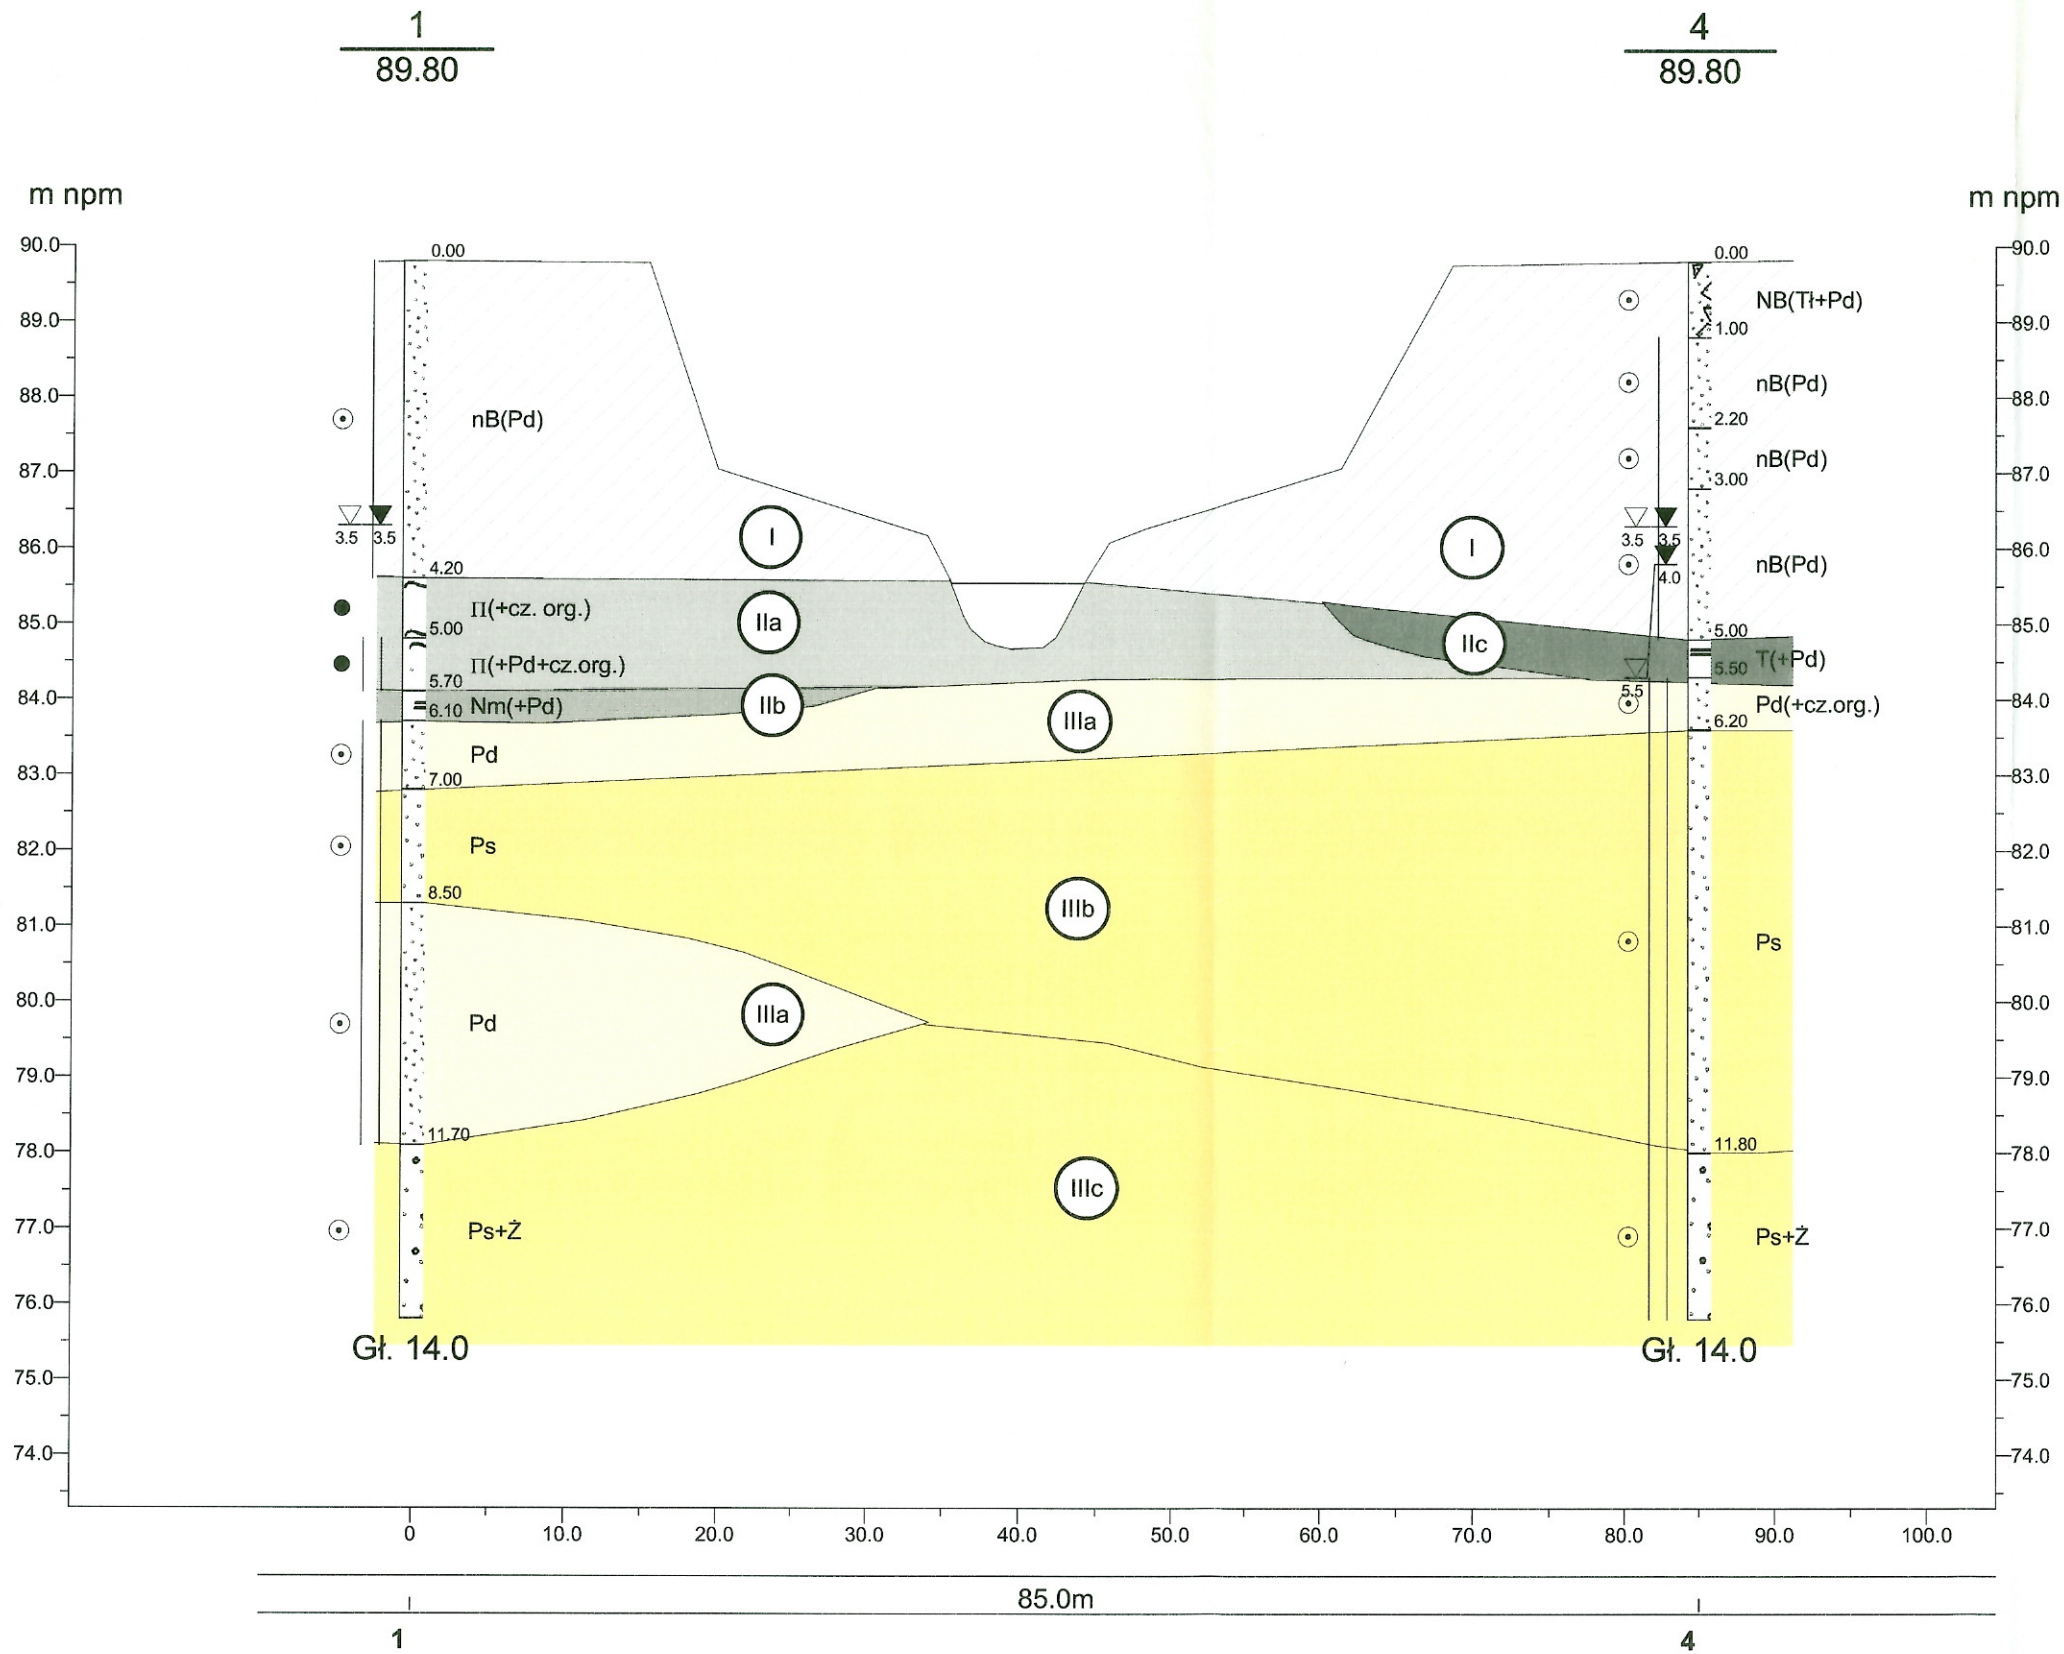 1 4
89.80 89.80
m npm m npm
90.0 0.00 0.00 90.0
NB(Tł+Pd)
89.0 1.00 89.0
88.0 nB(Pd) 88.0
nB(Pd) 2.20
87.0 nB(Pd) 87.0
3.00
I I
3.5 3.5 3.5 3.5
86.0 nB(Pd) 86.0
4.20 4.0
Π(+cz. org.) IIa
85.0 5.00 5.00 85.0
IIc
Π(+Pd+cz.org.) 5.50 T(+Pd)
5.70 5.5
84.0 6.10 Nm(+Pd) IIb IIIa Pd(+cz.org.) 84.0
6.20
Pd
83.0 7.00 83.0
82.0 Ps 82.0
8.50
IIIb
81.0 Ps 81.0
80.0 Pd IIIa 80.0
79.0 79.0
11.70 11.80
78.0 78.0
IIIc
77.0 Ps+Ż Ps+Ż 77.0
76.0 76.0
Gł. 14.0 Gł. 14.0
75.0 75.0
74.0 74.0
0 10.0 20.0 30.0 40.0 50.0 60.0 70.0 80.0 90.0 100.0
85.0m
1 4